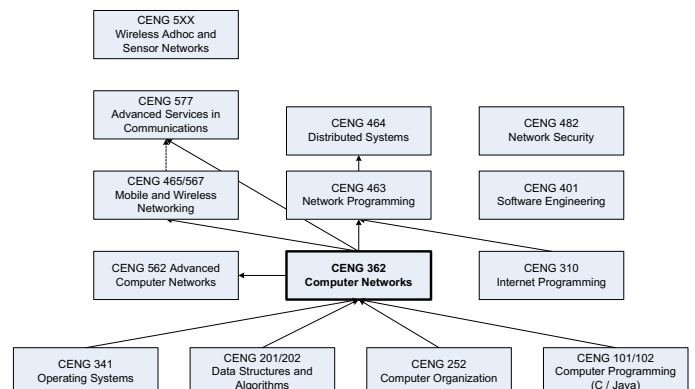 CENG 5XX
Wireless Adhoc and
Sensor Networks
CENG 577
Advanced Services in
Communications
CENG 464
Distributed Systems
CENG 482
Network Security
CENG 465/567
Mobile and Wireless
Networking
CENG 463
Network Programming
CENG 401
Software Engineering
CENG 562 Advanced
Computer Networks
CENG 362
Computer Networks
CENG 310
Internet Programming
CENG 341
Operating Systems
CENG 201/202
Data Structures and
Algorithms
CENG 252
Computer Organization
CENG 101/102
Computer Programming
(C / Java)